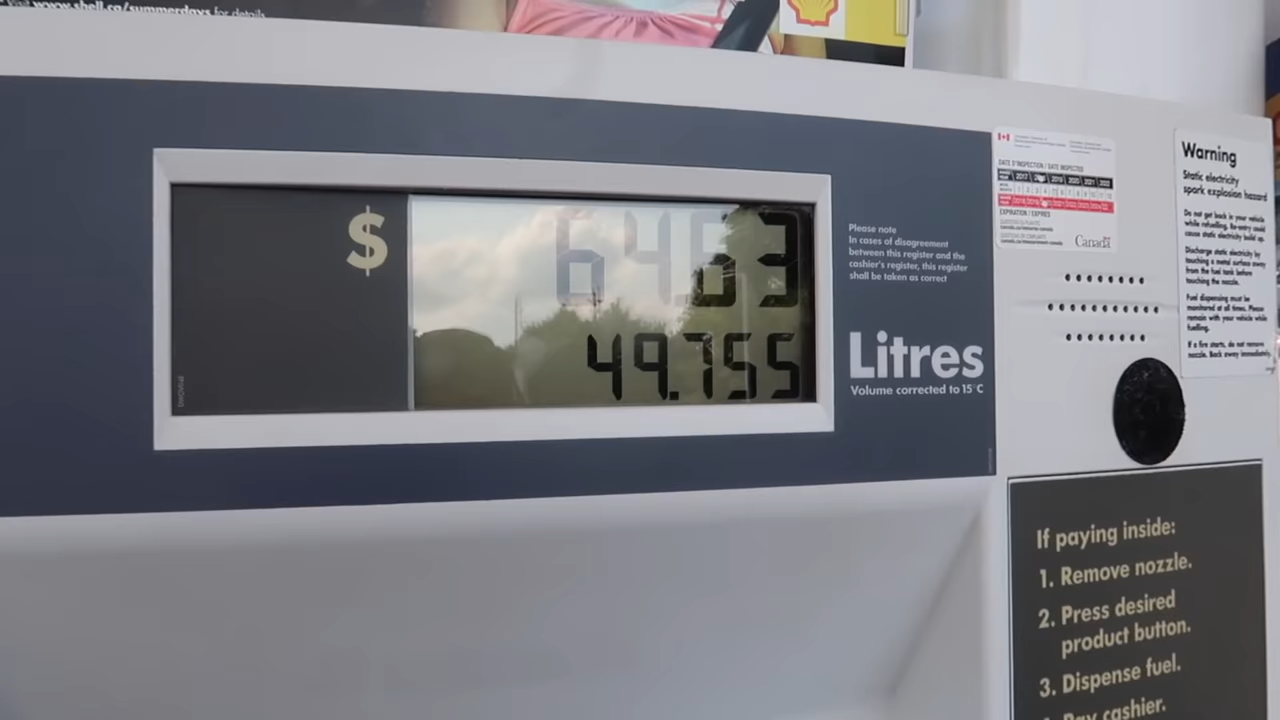 Visit www.shell.ca/summerdays for details
$
64.63
49.755
Please note
In cases of disagreement
between this register and the
cashier's register, this register
shall be taken as correct
Litres
Volume corrected to 15°C
DATE D'INSPECTION / DATE INSPECTED
2017
2019 2020 2021 2022
EXPIRATION / EXPIRES
Canada
Warning
Static electricity
spark explosion hazard
Do not get back in your vehicle
while refuelling. Re-entry could
cause static electricity build up.
Discharge static electricity by
touching a metal surface away
from the fuel tank before
touching the nozzle.
Fuel dispensing must be
monitored at all times. Please
remain with your vehicle while
fuelling.
If a fire starts, do not remove
nozzle. Back away immediately.
If paying inside:
1. Remove nozzle.
2. Press desired
product button.
3. Dispense fuel.
4. Pay cashier.